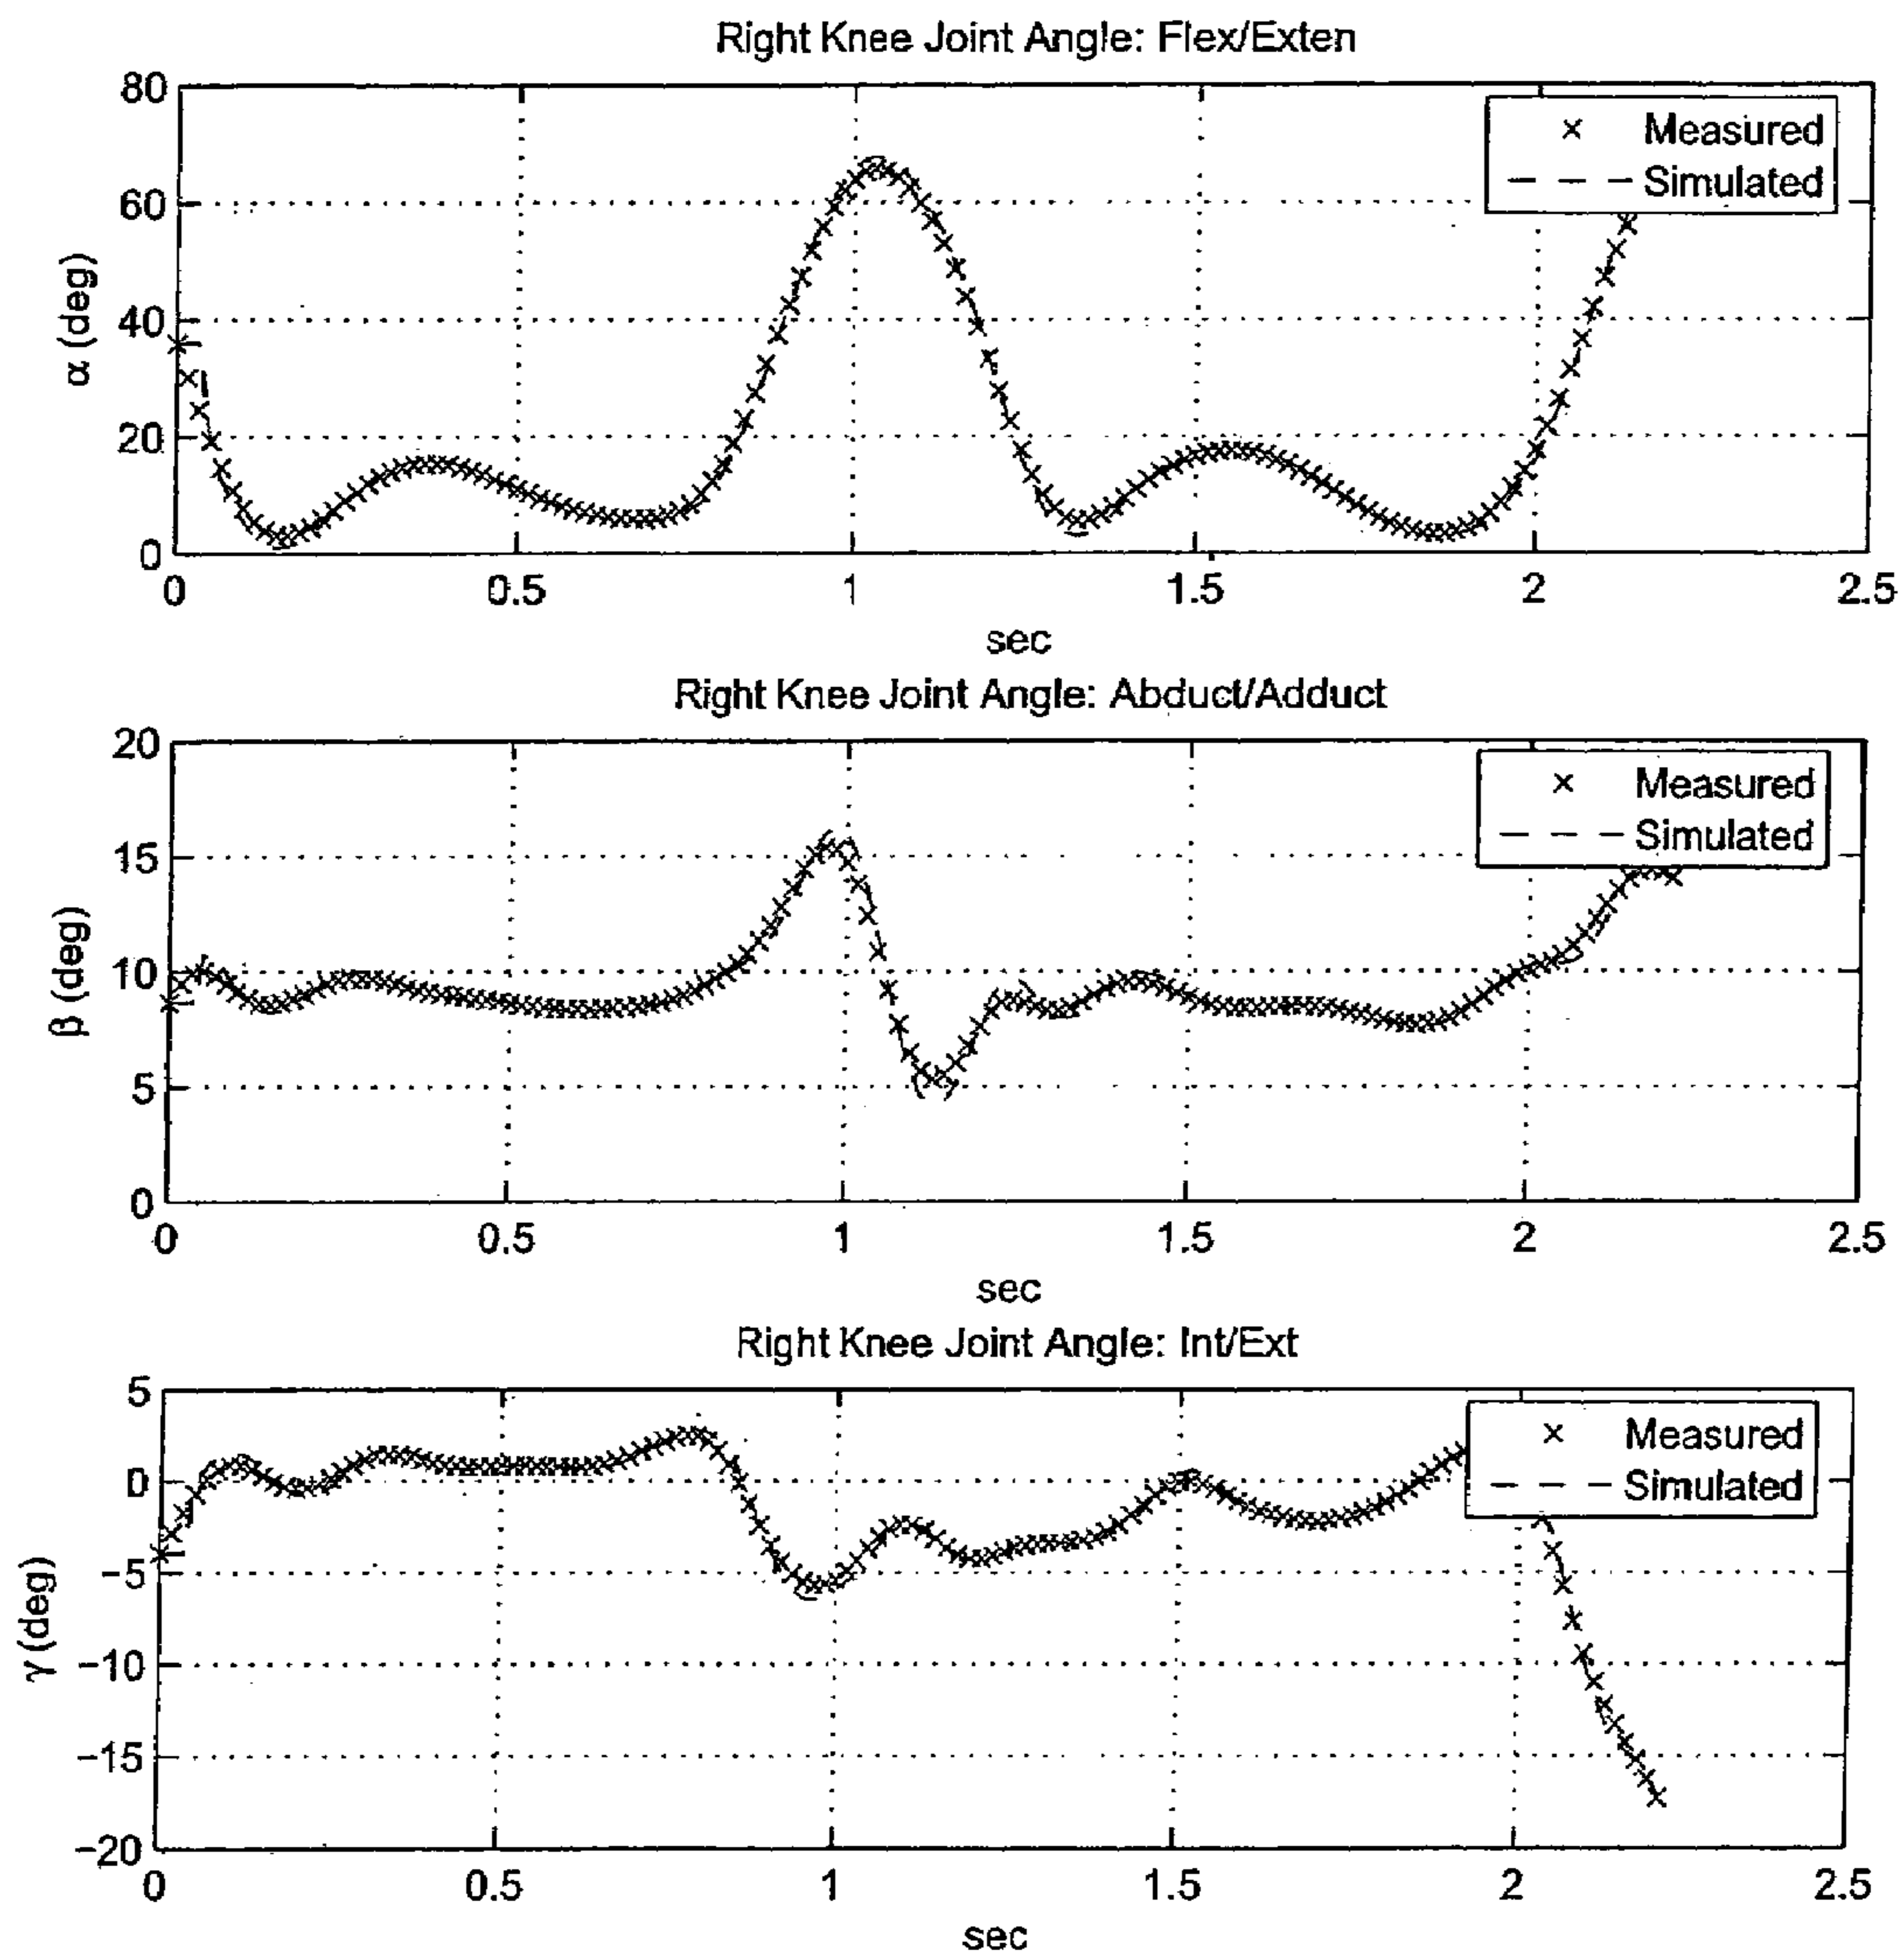 Right Knee Joint Angle: Flex/Exten
80
60
40
20
0
α (deg)
× Measured
– – – Simulated
0 0.5 1 1.5 2 2.5
sec
Right Knee Joint Angle: Abduct/Adduct
20
15
10
5
0
β (deg)
× Measured
– – – Simulated
0 0.5 1 1.5 2 2.5
sec
Right Knee Joint Angle: Int/Ext
5
0
−5
−10
−15
−20
γ (deg)
× Measured
– – – Simulated
0 0.5 1 1.5 2 2.5
sec